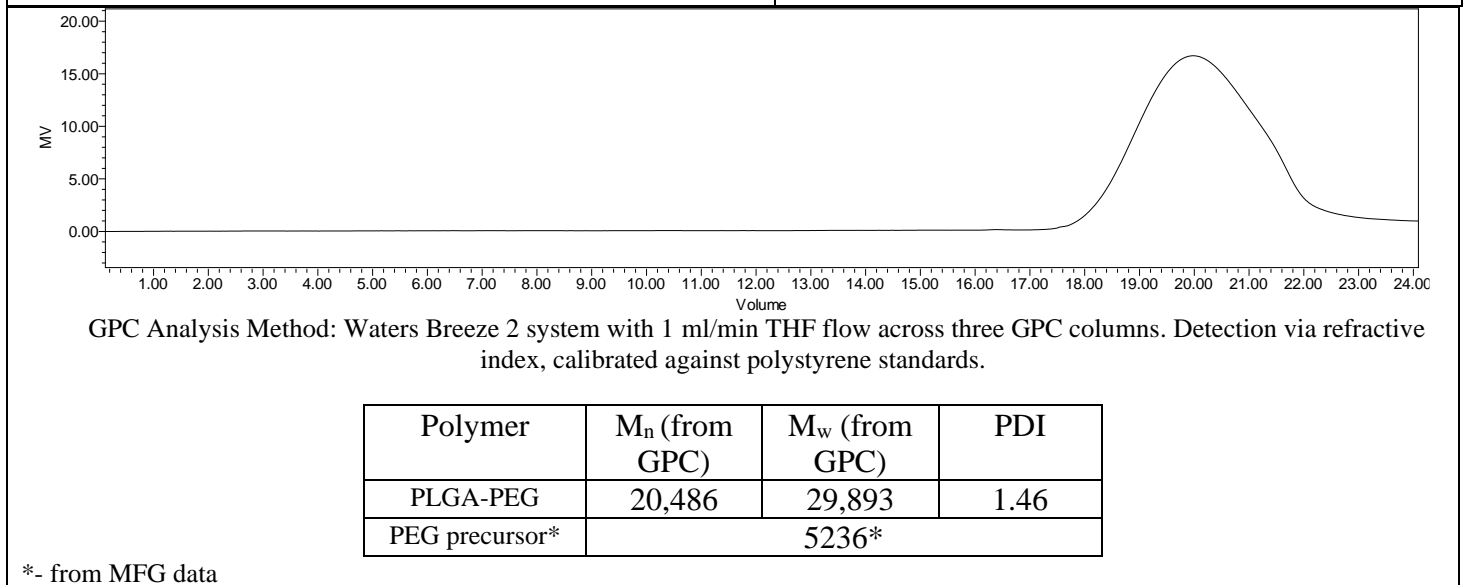 20.00
15.00
10.00
5.00
0.00
MV
1.00 2.00 3.00 4.00 5.00 6.00 7.00 8.00 9.00 10.00 11.00 12.00 13.00 14.00 15.00 16.00 17.00 18.00 19.00 20.00 21.00 22.00 23.00 24.00
Volume
GPC Analysis Method: Waters Breeze 2 system with 1 ml/min THF flow across three GPC columns. Detection via refractive
index, calibrated against polystyrene standards.
Polymer Mn (from GPC) Mw (from GPC) PDI
PLGA-PEG 20,486 29,893 1.46
PEG precursor* 5236*
*- from MFG data